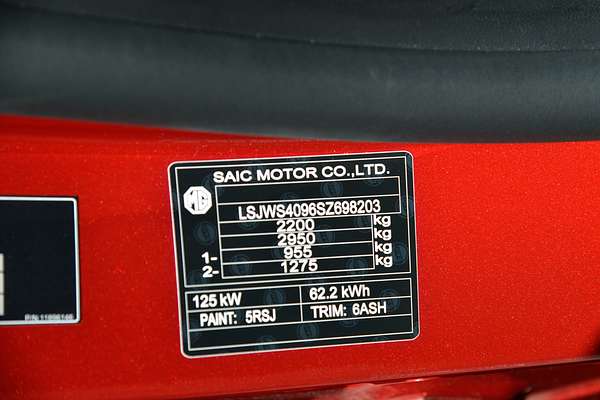 SAIC MOTOR CO.,LTD.
MG
LSJWS4096SZ698203
2200 kg
2950 kg
1- 955 kg
2- 1275 kg
125 kW 62.2 kWh
PAINT: 5RSJ TRIM: 6ASH
P/N:11896146